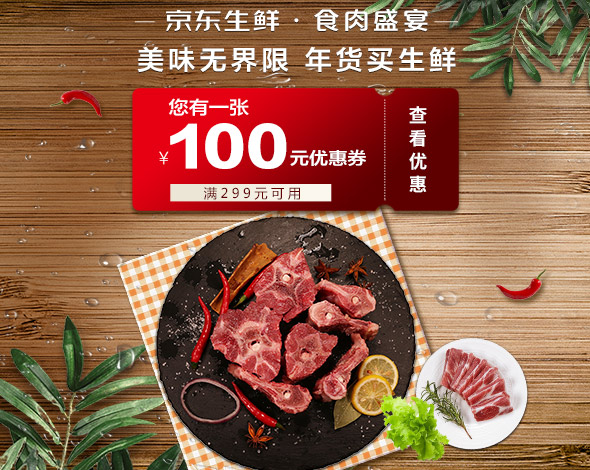 京东生鲜·食肉盛宴
美味无界限 年货买生鲜
您有一张
¥100元优惠券
满299元可用
查看优惠